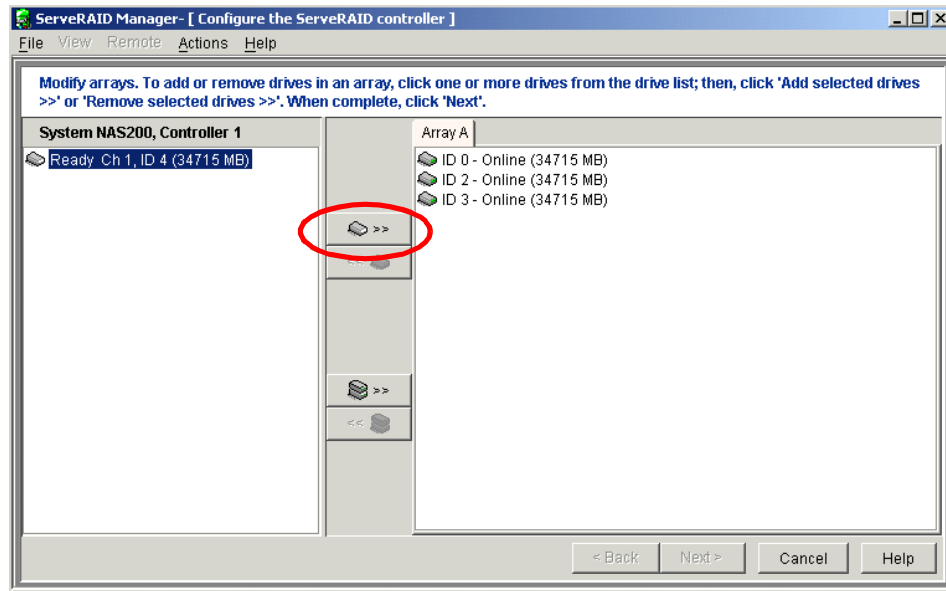 ServeRAID Manager- [ Configure the ServeRAID controller ]
File View Remote Actions Help
Modify arrays. To add or remove drives in an array, click one or more drives from the drive list; then, click 'Add selected drives
>>' or 'Remove selected drives >>'. When complete, click 'Next'.
System NAS200, Controller 1
Array A
Ready Ch 1, ID 4 (34715 MB)
ID 0 - Online (34715 MB)
ID 2 - Online (34715 MB)
ID 3 - Online (34715 MB)
>>
<<
>>
<<
< Back Next > Cancel Help